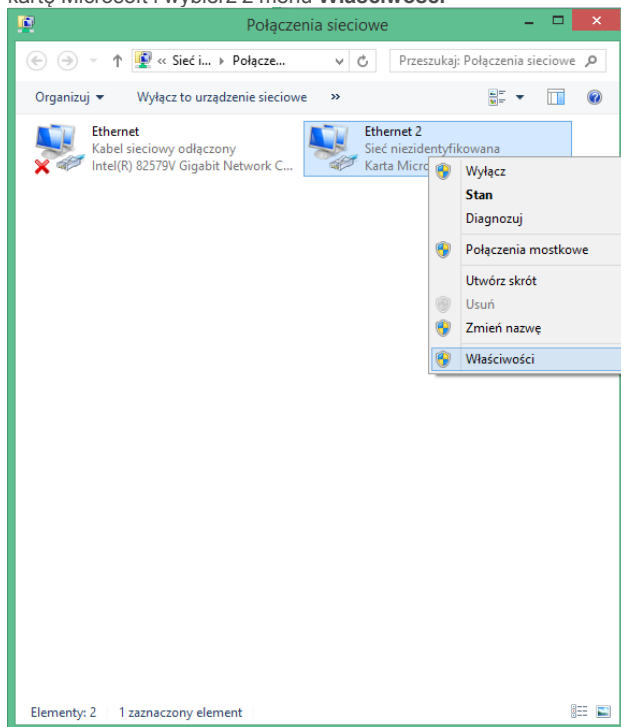 kartę Microsoft i wybierz z menu Właściwości
Połączenia sieciowe
« Sieć i... Połącze...
Przeszukaj: Połączenia sieciowe
Organizuj
Wyłącz to urządzenie sieciowe
»
Ethernet
Kabel sieciowy odłączony
Intel(R) 82579V Gigabit Network C...
Ethernet 2
Sieć niezidentyfikowana
Karta Micro
Wyłącz
Stan
Diagnozuj
Połączenia mostkowe
Utwórz skrót
Usuń
Zmień nazwę
Właściwości
Elementy: 2
1 zaznaczony element